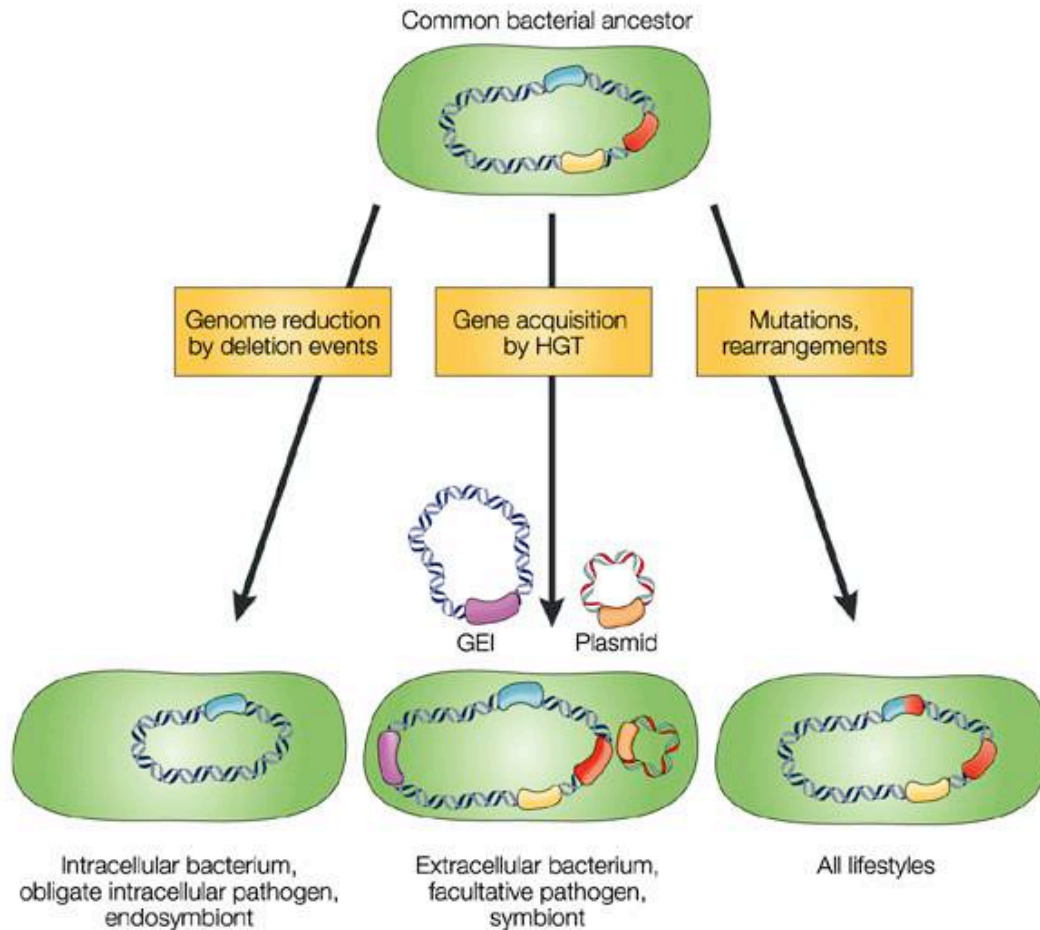 Common bacterial ancestor
Genome reduction
by deletion events
Gene acquisition
by HGT
Mutations,
rearrangements
GEI
Plasmid
Intracellular bacterium,
obligate intracellular pathogen,
endosymbiont
Extracellular bacterium,
facultative pathogen,
symbiont
All lifestyles